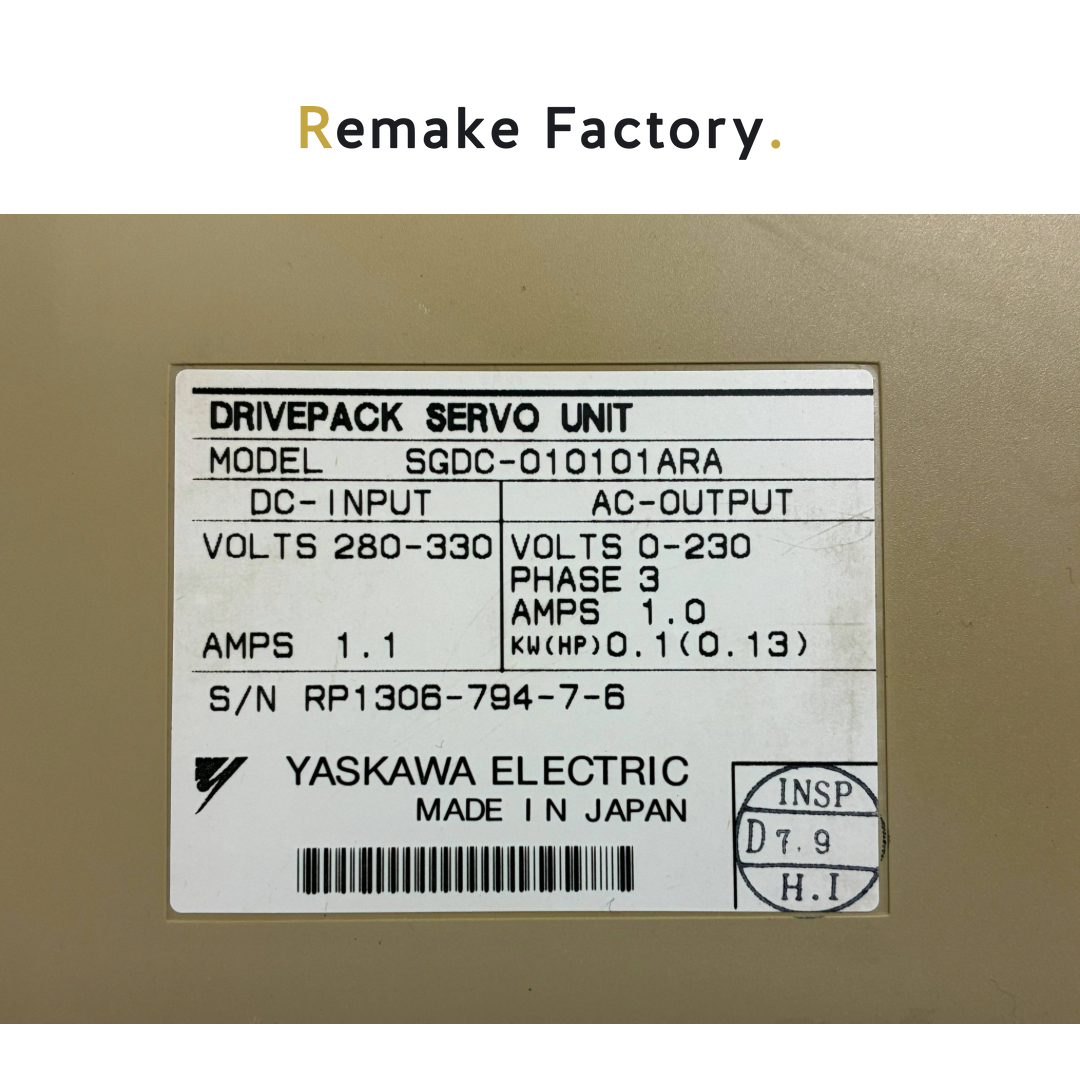 Remake Factory.
DRIVEPACK SERVO UNIT
MODEL SGDC-010101ARA
DC-INPUT AC-OUTPUT
VOLTS 280-330 VOLTS 0-230
PHASE 3
AMPS 1.0
AMPS 1.1 KW(HP)0.1(0.13)
S/N RP1306-794-7-6
YASKAWA ELECTRIC
MADE IN JAPAN
INSP
D 7. 9
H.I